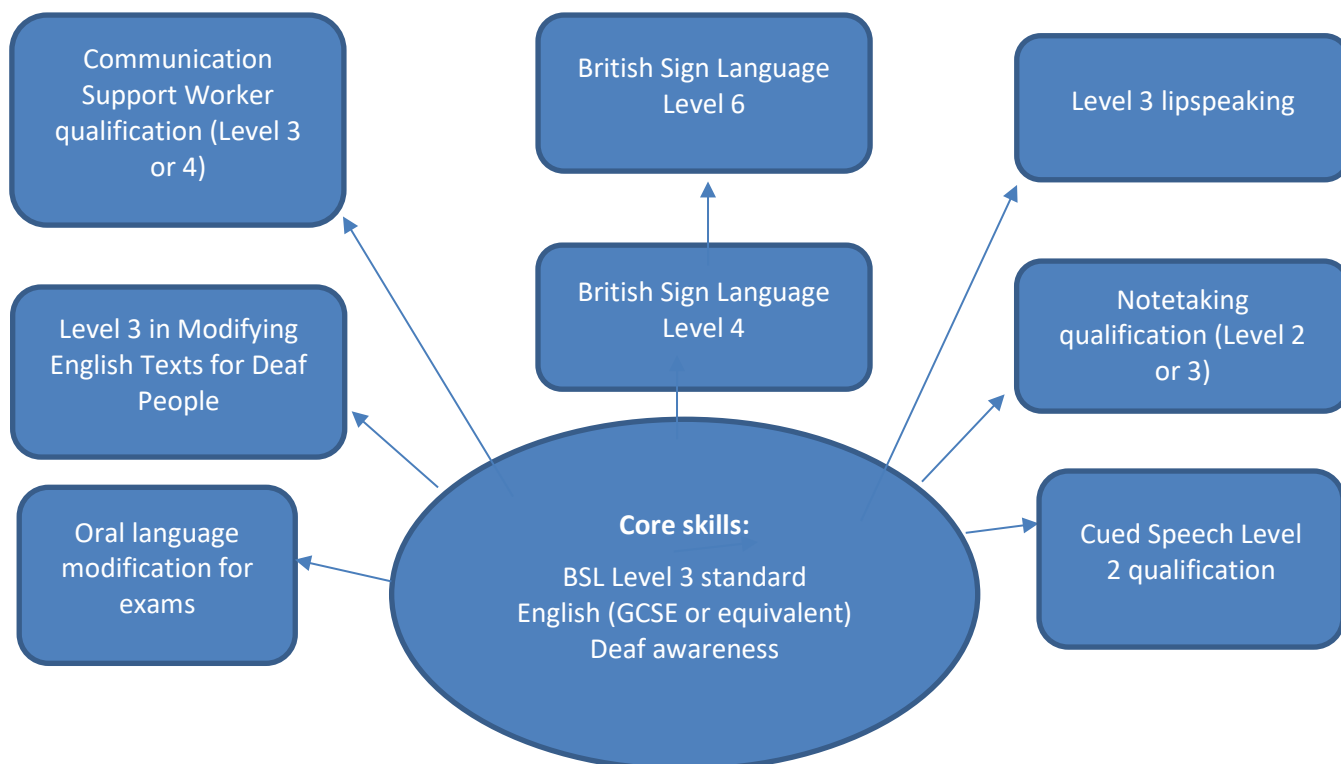 Communication
Support Worker
qualification (Level 3
or 4)
British Sign Language
Level 6
Level 3 lipspeaking
British Sign Language
Level 4
Notetaking
qualification (Level 2
or 3)
Level 3 in Modifying
English Texts for Deaf
People
Oral language
modification for
exams
Cued Speech Level
2 qualification
Core skills:
BSL Level 3 standard
English (GCSE or equivalent)
Deaf awareness